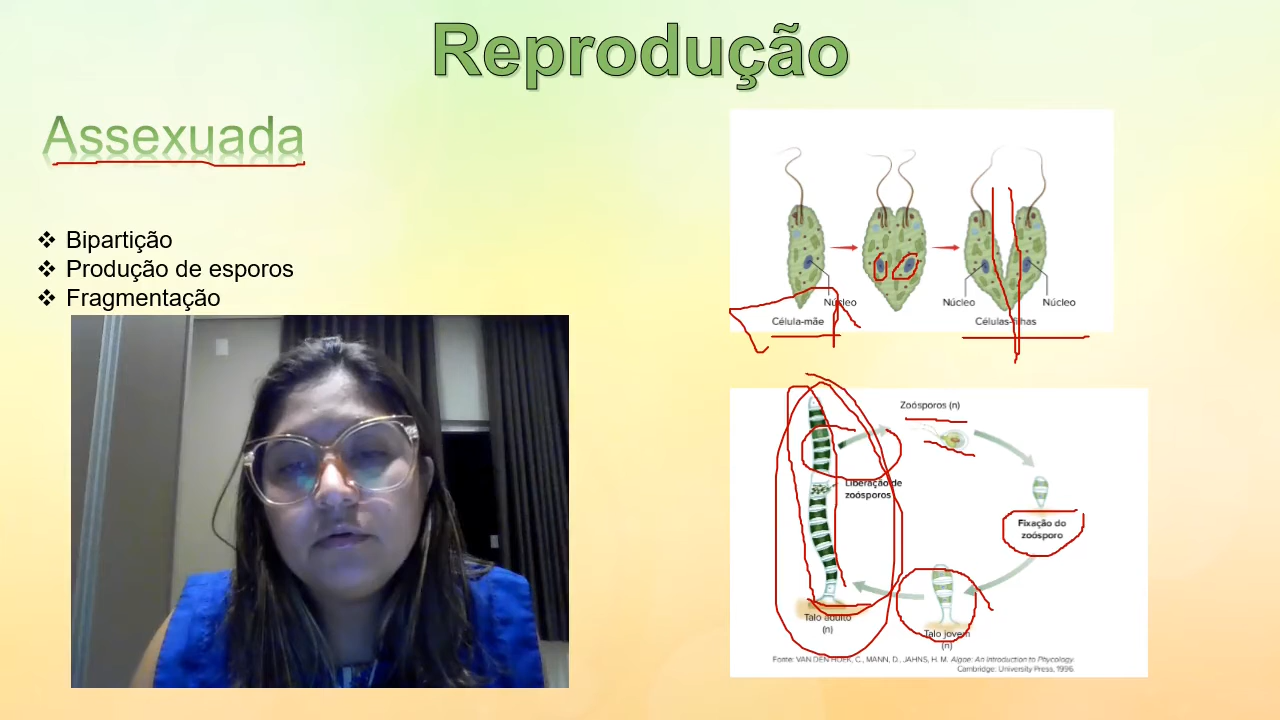 Reprodução
Assexuada
❖ Bipartição
❖ Produção de esporos
❖ Fragmentação
Núcleo
Núcleo
Núcleo
Célula-mãe
Células-filhas
Zoósporos (n)
Liberação de
zoósporos
Fixação do
zoósporo
Talo adulto
(n)
Talo jovem
(n)
Fonte: VAN DEN HOEK, C., MANN, D., JAHNS, H. M. Algae: An Introduction to Phycology.
Cambridge: University Press, 1996.